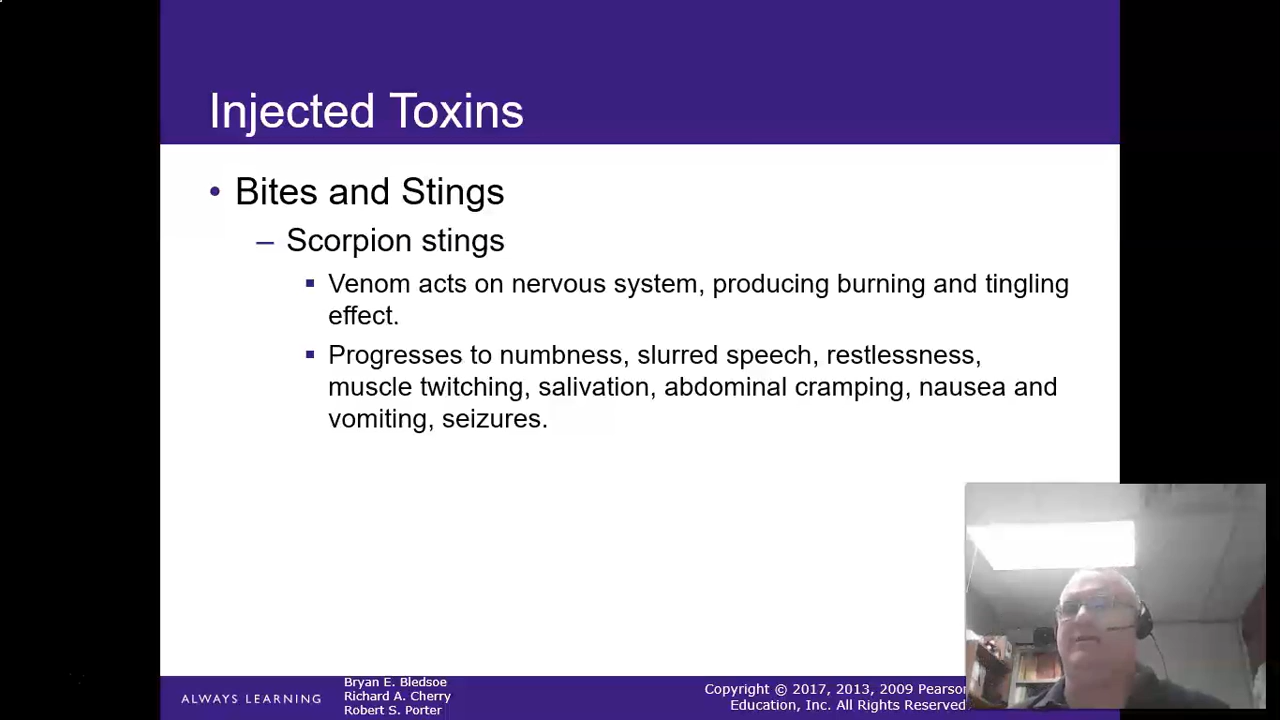 Injected Toxins
• Bites and Stings
– Scorpion stings
▪ Venom acts on nervous system, producing burning and tingling
effect.
▪ Progresses to numbness, slurred speech, restlessness,
muscle twitching, salivation, abdominal cramping, nausea and
vomiting, seizures.
ALWAYS LEARNING
Bryan E. Bledsoe
Richard A. Cherry
Robert S. Porter
Copyright © 2017, 2013, 2009 Pearson
Education, Inc. All Rights Reserved